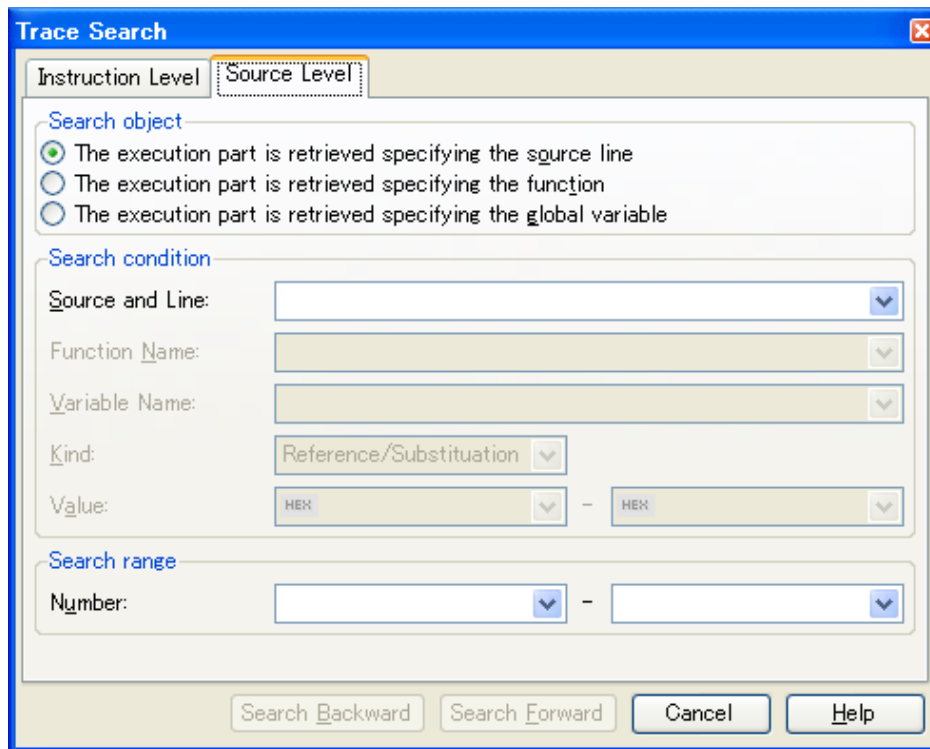 Trace Search
Instruction Level Source Level
Search object
The execution part is retrieved specifying the source line
The execution part is retrieved specifying the function
The execution part is retrieved specifying the global variable
Search condition
Source and Line:
Function Name:
Variable Name:
Kind: Reference/Substituation
Value: HEX - HEX
Search range
Number: -
Search Backward Search Forward Cancel Help